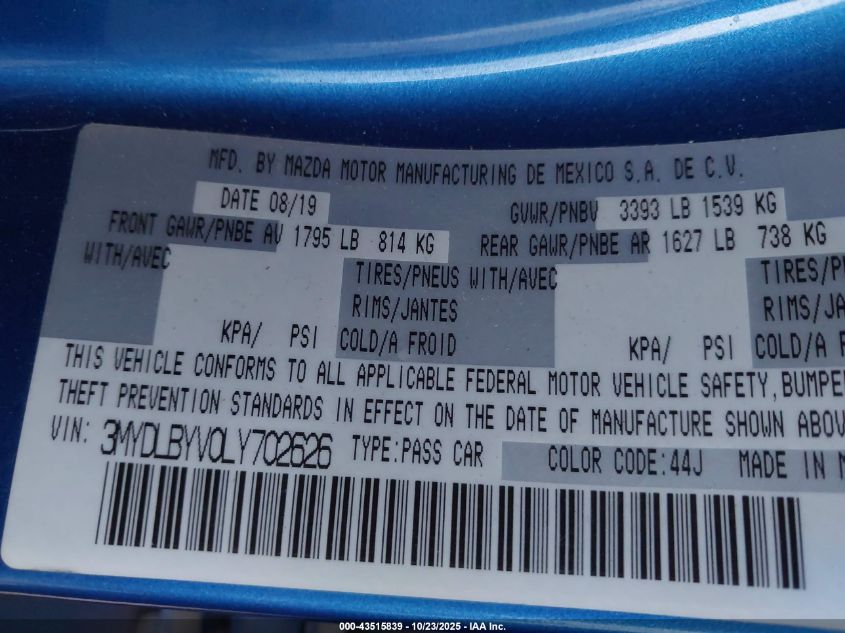 MFD. BY MAZDA MOTOR MANUFACTURING DE MEXICO S.A. DE C.V.
DATE 08/19 GVWR/PNBV 3393 LB 1539 KG
FRONT GAWR/PNBE AV 1795 LB 814 KG REAR GAWR/PNBE AR 1627 LB 738 KG
WITH/AVEC TIRES/PNEUS WITH/AVEC
RIMS/JANTES
KPA/ PSI COLD/A FROID KPA/ PSI COLD/A
THIS VEHICLE CONFORMS TO ALL APPLICABLE FEDERAL MOTOR VEHICLE SAFETY,
THEFT PREVENTION STANDARDS IN EFFECT ON THE DATE OF MANUFACTURE SHOWN
VIN: 3MYDLBYV0LY702626 TYPE:PASS CAR COLOR CODE:44J MADE IN
000-43515839 - 10/23/2025 - IAA Inc.